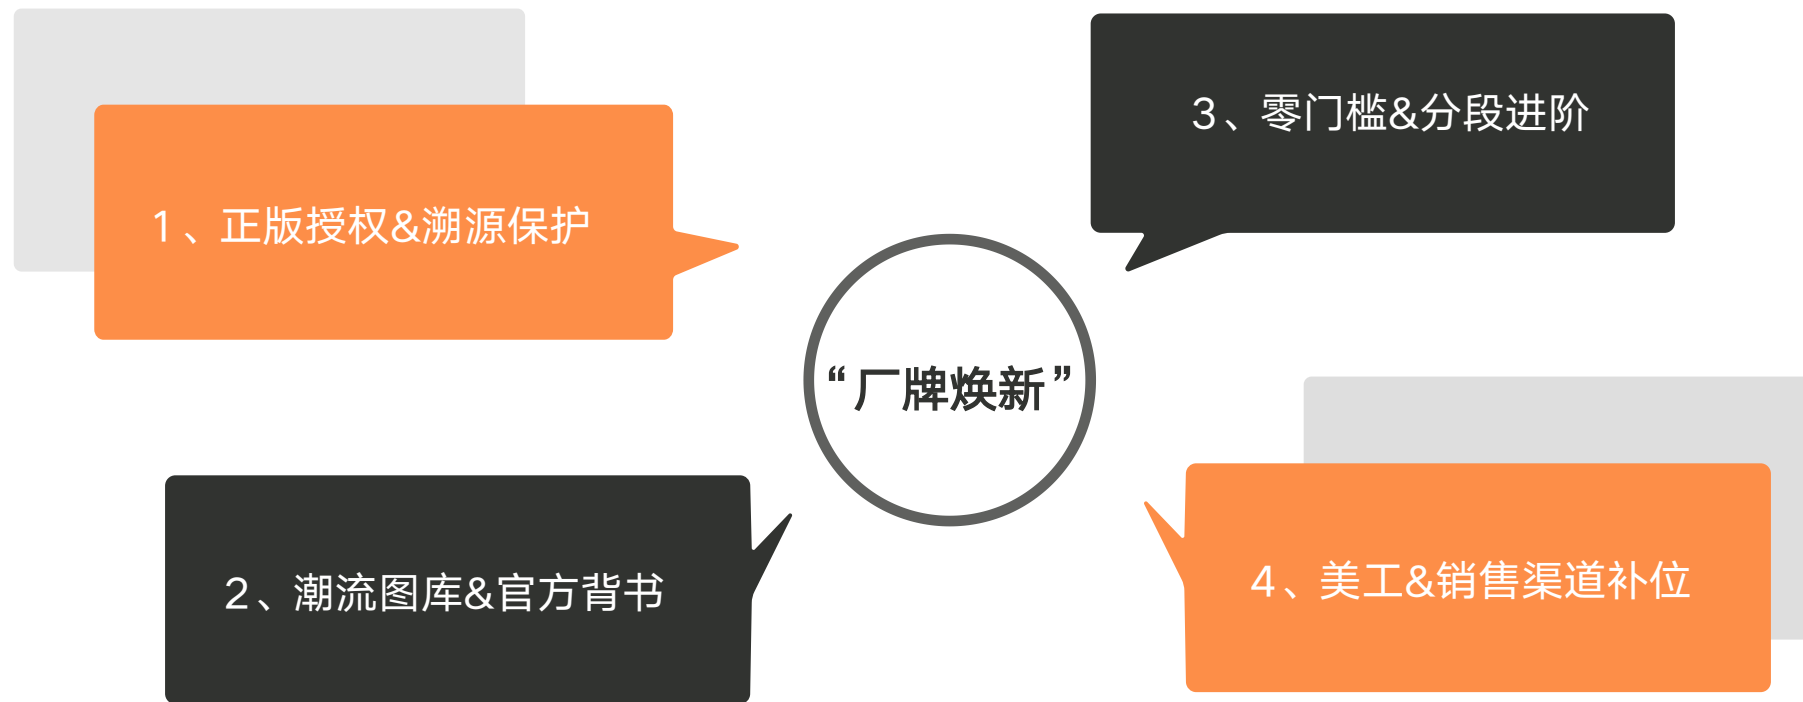 1、正版授权&溯源保护
2、潮流图库&官方背书
“厂牌焕新”
3、零门槛&分段进阶
4、美工&销售渠道补位